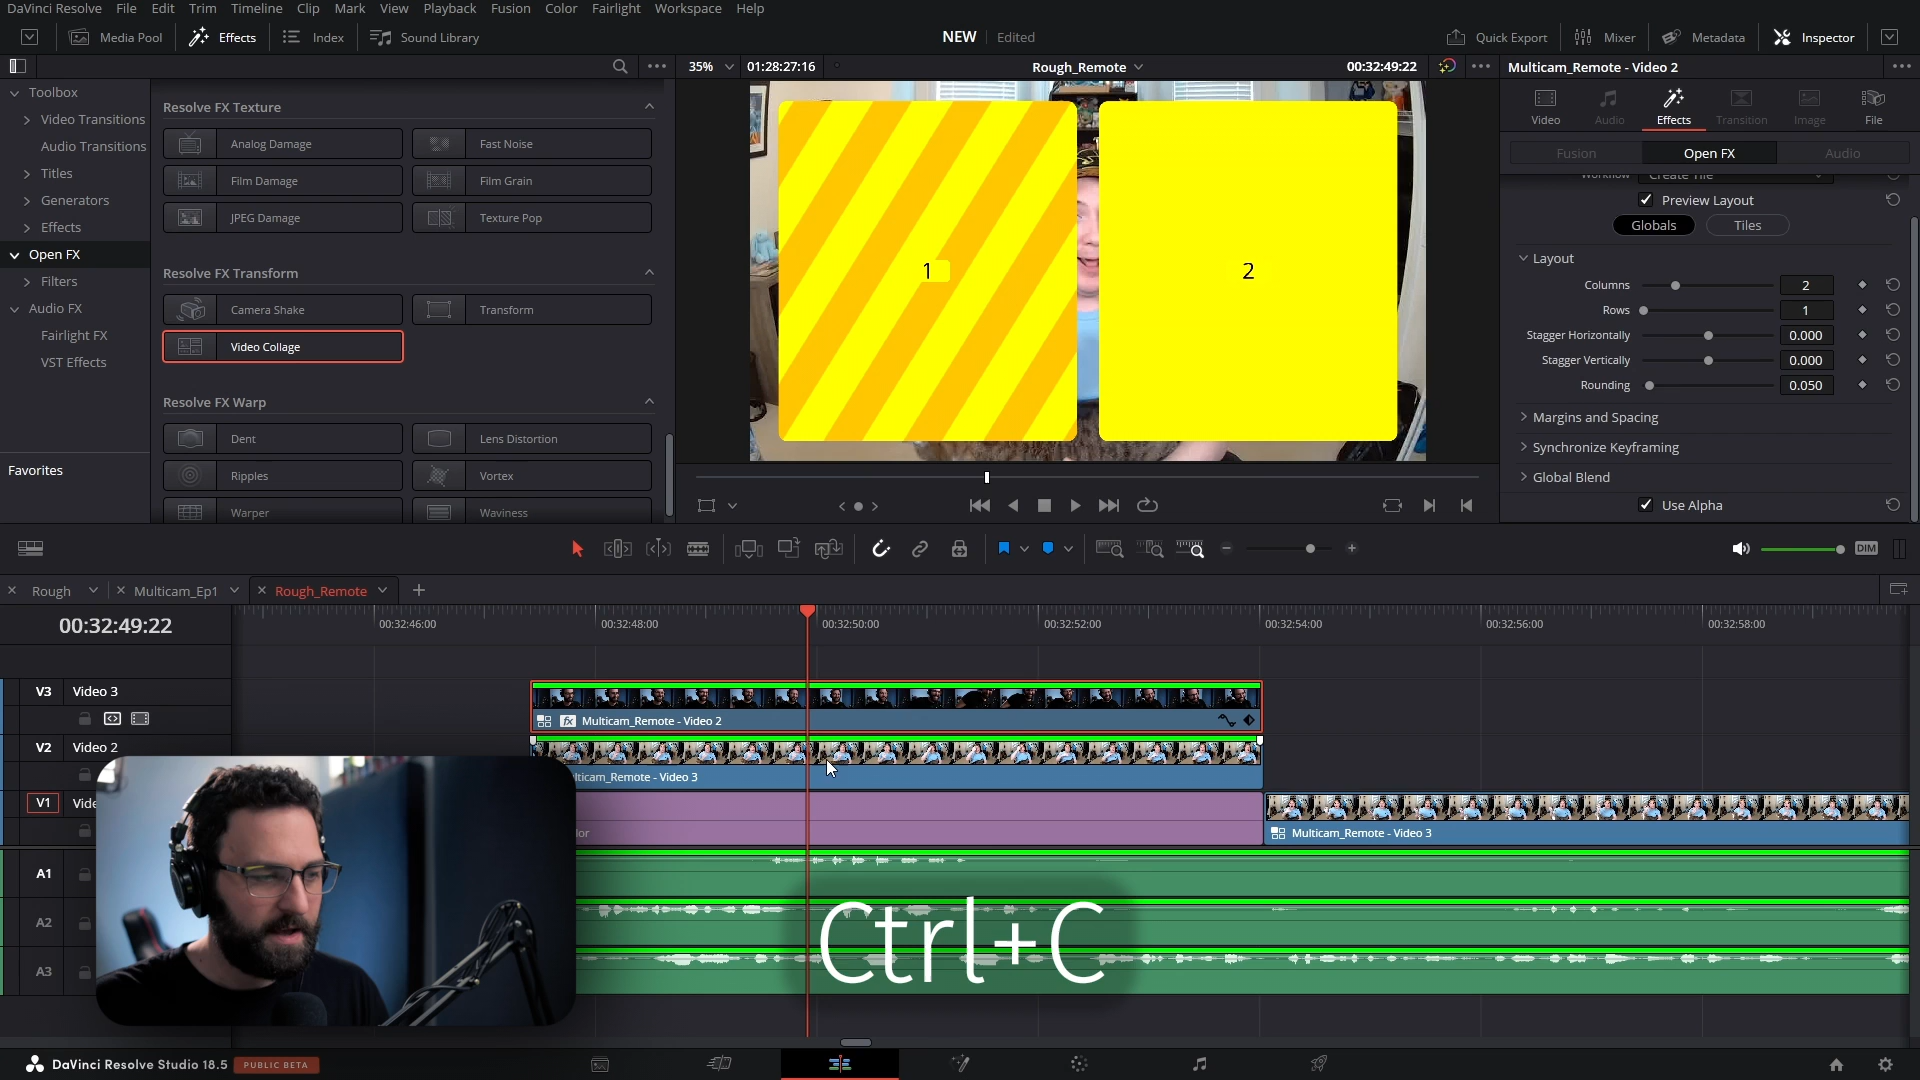 DaVinci Resolve File Edit Trim Timeline Clip Mark View Playback Fusion Color Fairlight Workspace Help
Media Pool Effects Index Sound Library NEW Edited Quick Export Mixer Metadata Inspector
35% 01:28:27:16 Rough_Remote 00:32:49:22 Multicam_Remote - Video 2
Toolbox
Video Transitions
Audio Transitions
Titles
Generators
Effects
Open FX
Filters
Audio FX
Fairlight FX
VST Effects
Favorites
Resolve FX Texture
Analog Damage Fast Noise
Film Damage Film Grain
JPEG Damage Texture Pop
Resolve FX Transform
Camera Shake Transform
Video Collage
Resolve FX Warp
Dent Lens Distortion
Ripples Vortex
Warper Waviness
1 2
Video Audio Effects Transition Image File
Fusion Open FX Audio
Workflow Create Tile
Preview Layout
Globals Tiles
Layout
Columns 2
Rows 1
Stagger Horizontally 0.000
Stagger Vertically 0.000
Rounding 0.050
Margins and Spacing
Synchronize Keyframing
Global Blend
Use Alpha
DIM
Rough Multicam_Ep1 Rough_Remote
00:32:49:22
00:32:46:00 00:32:48:00 00:32:50:00 00:32:52:00 00:32:54:00 00:32:56:00 00:32:58:00
V3 Video 3
fx Multicam_Remote - Video 2
V2 Video 2
ticam_Remote - Video 3
V1 Vide
lor
Multicam_Remote - Video 3
A1
A2
A3
Ctrl+C
DaVinci Resolve Studio 18.5 PUBLIC BETA